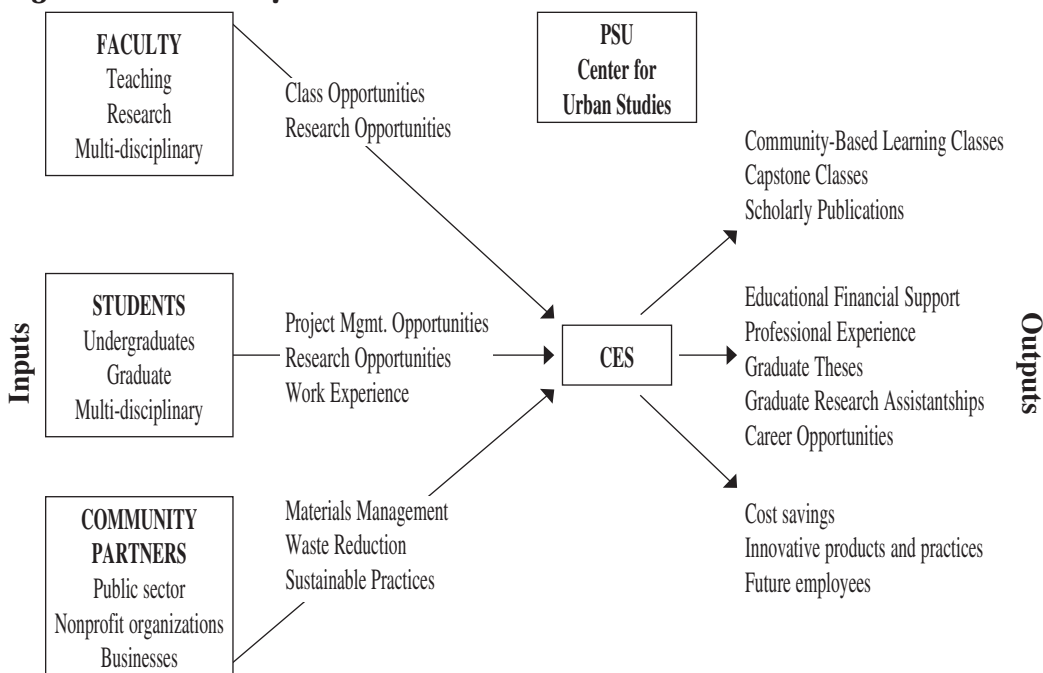 FACULTY
Teaching
Research
Multi-disciplinary
Class Opportunities
Research Opportunities
PSU
Center for
Urban Studies
Community-Based Learning Classes
Capstone Classes
Scholarly Publications
Inputs
STUDENTS
Undergraduates
Graduate
Multi-disciplinary
Project Mgmt. Opportunities
Research Opportunities
Work Experience
CES
Educational Financial Support
Professional Experience
Graduate Theses
Graduate Research Assistantships
Career Opportunities
Outputs
COMMUNITY
PARTNERS
Public sector
Nonprofit organizations
Businesses
Materials Management
Waste Reduction
Sustainable Practices
Cost savings
Innovative products and practices
Future employees